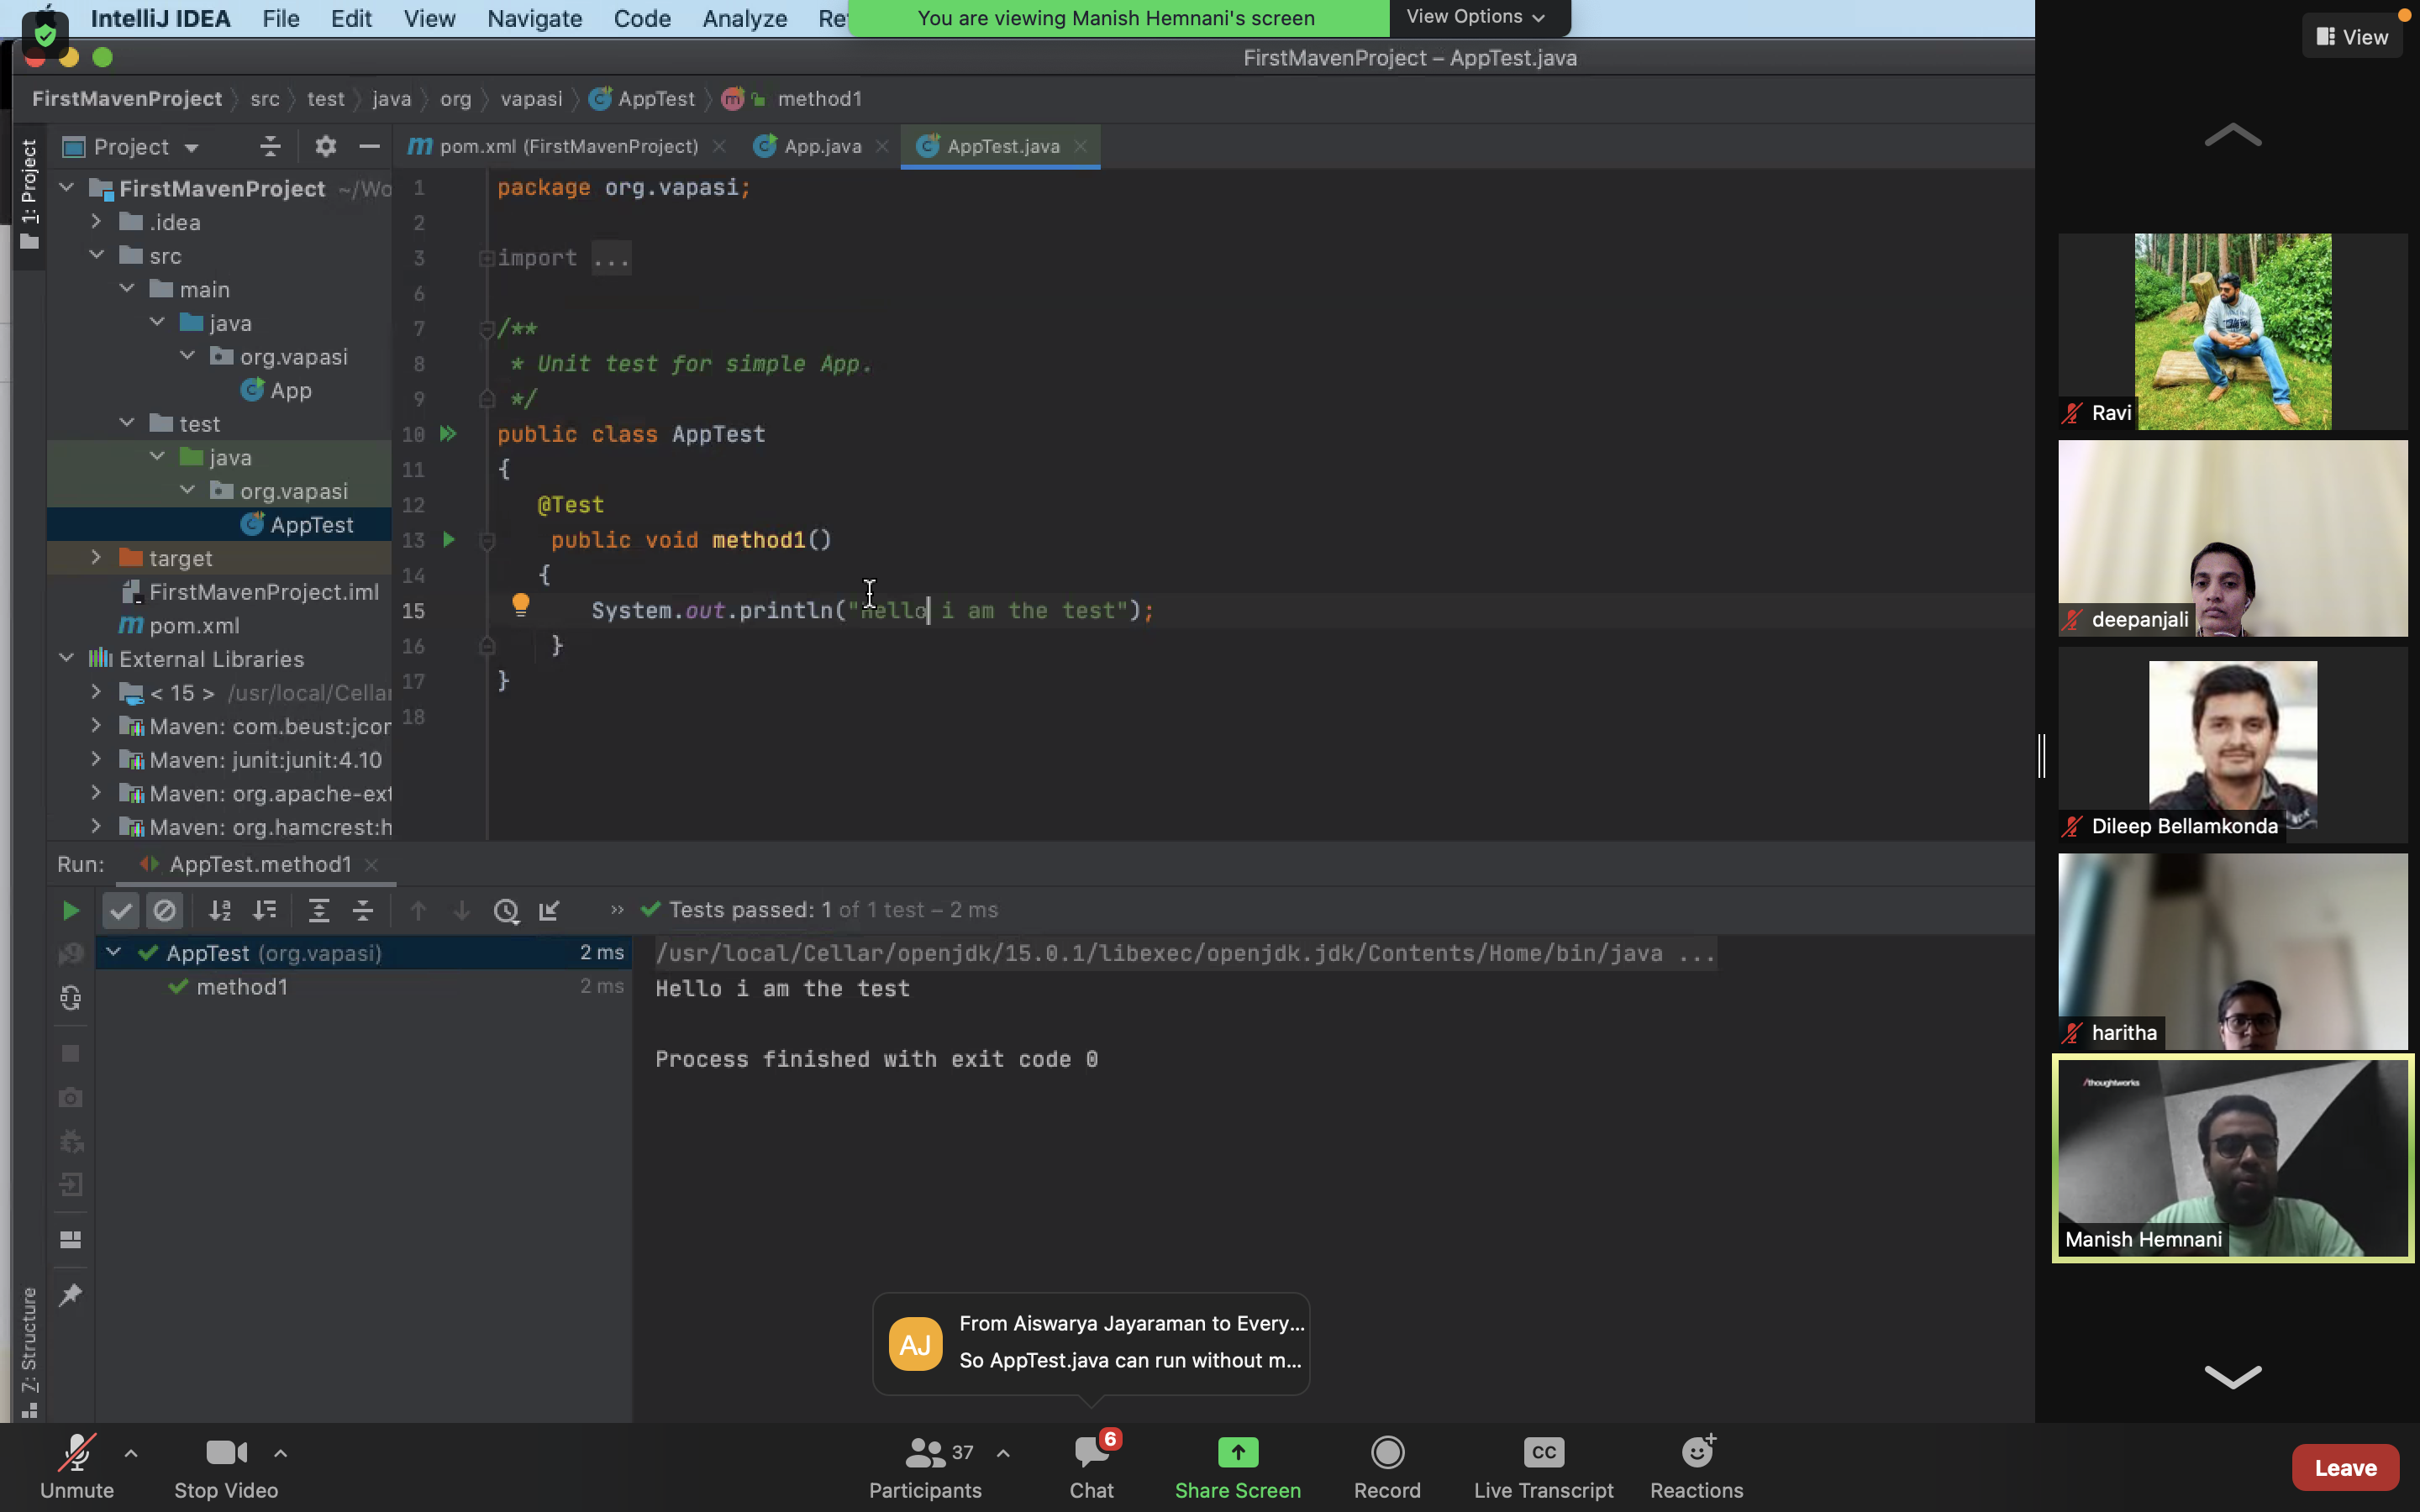 IntelliJ IDEA File Edit View Navigate Code Analyze Re
You are viewing Manish Hemnani's screen View Options
View
FirstMavenProject – AppTest.java
FirstMavenProject src test java org vapasi AppTest method1
1: Project
Project
pom.xml (FirstMavenProject) App.java AppTest.java
FirstMavenProject ~/Wo
.idea
src
main
java
org.vapasi
App
test
java
org.vapasi
AppTest
target
FirstMavenProject.iml
pom.xml
External Libraries
< 15 > /usr/local/Cellar
Maven: com.beust:jcor
Maven: junit:junit:4.10
Maven: org.apache-ext
Maven: org.hamcrest:h
1 package org.vapasi;
2
3 import ...
6
7 /**
8 * Unit test for simple App.
9 */
10 public class AppTest
11 {
12 @Test
13 public void method1()
14 {
15 System.out.println("Hello i am the test");
16 }
17 }
18
Run: AppTest.method1
Tests passed: 1 of 1 test – 2 ms
AppTest (org.vapasi) 2 ms
method1 2 ms
/usr/local/Cellar/openjdk/15.0.1/libexec/openjdk.jdk/Contents/Home/bin/java ...
Hello i am the test
Process finished with exit code 0
Z: Structure
Ravi
deepanjali
Dileep Bellamkonda
haritha
/thoughtworks
Manish Hemnani
AJ
From Aiswarya Jayaraman to Every...
So AppTest.java can run without m...
Unmute
Stop Video
37
Participants
6
Chat
Share Screen
Record
CC
Live Transcript
Reactions
Leave